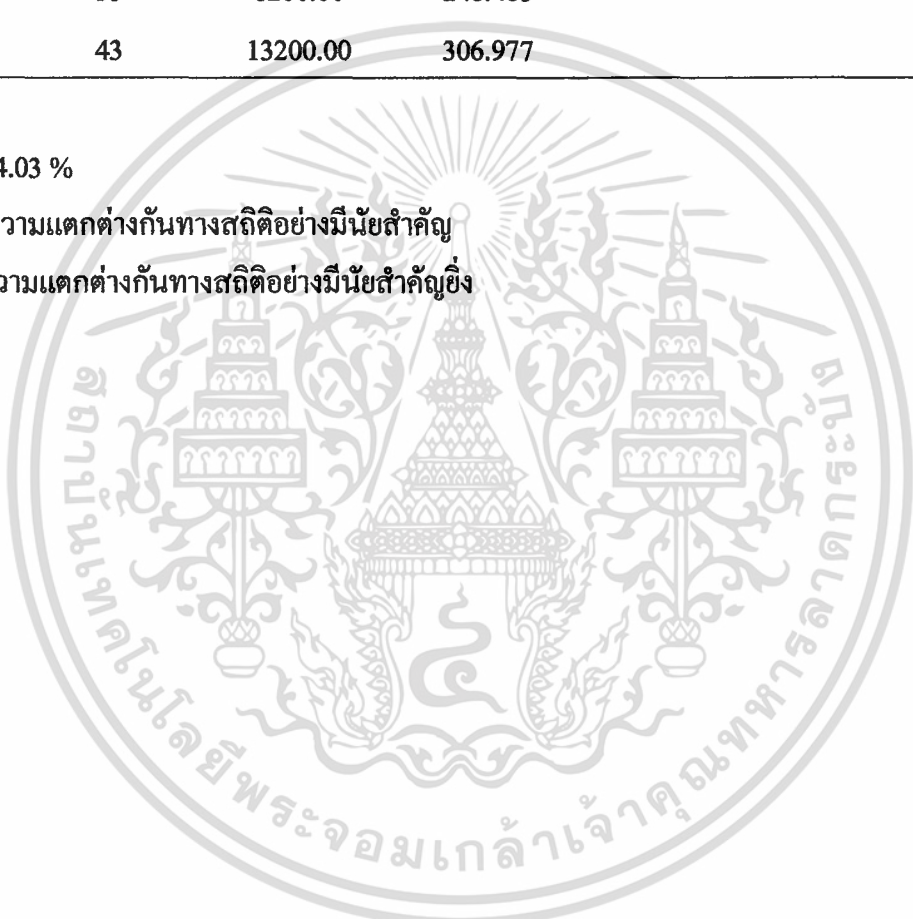 43 13200.00 306.977
4.03 %
วามแตกต่างกันทางสถิติอย่างมีนัยสำคัญ
วามแตกต่างกันทางสถิติอย่างมีนัยสำคัญยิ่ง
สถาบันเทคโนโลยีพระจอมเกล้าเจ้าคุณทหารลาดกระบัง